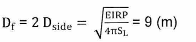 D_f = 2 D_side = √(EIRP / 4πS_L) = 9 (m)